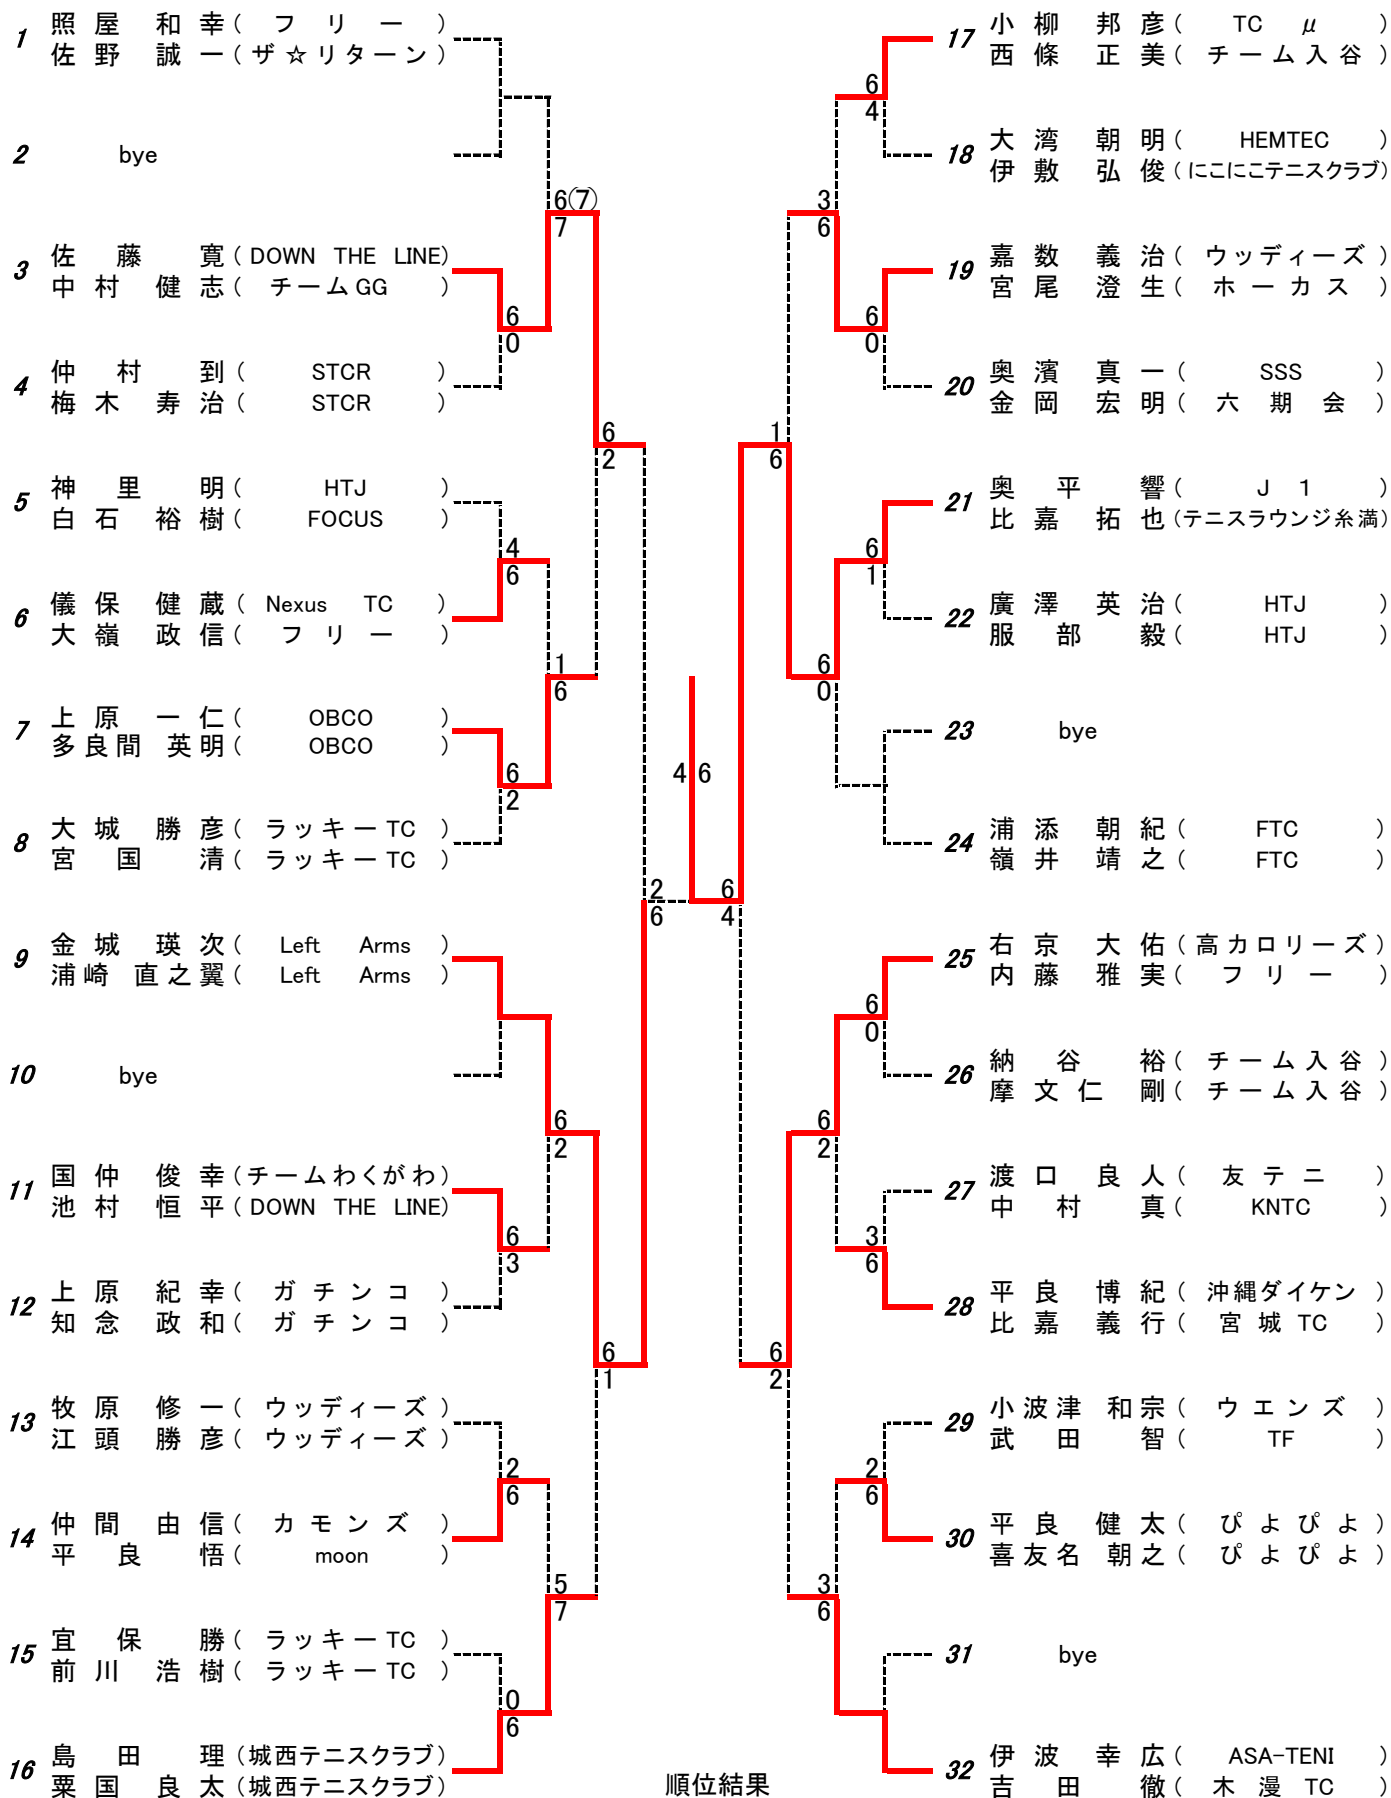 1 照屋 和幸 ( フリー )
佐野 誠一 ( ザ☆リターン )
2 bye
6(7)
7
3 佐藤 寛 ( DOWN THE LINE)
中村 健志 ( チームGG )
6
0
4 仲村 到 ( STCR )
梅木 寿治 ( STCR )
6
2
5 神里 明 ( HTJ )
白石 裕樹 ( FOCUS )
4
6
6 儀保 健蔵 ( Nexus TC )
大嶺 政信 ( フリー )
1
6
7 上原 一仁 ( OBCO )
多良間 英明 ( OBCO )
6
2
8 大城 勝彦 ( ラッキーTC )
宮国 清 ( ラッキーTC )
2
6
9 金城 瑛次 ( Left Arms )
浦崎 直之翼 ( Left Arms )
10 bye
6
2
11 国仲 俊幸 ( チームわくがわ )
池村 恒平 ( DOWN THE LINE)
6
3
12 上原 紀幸 ( ガチンコ )
知念 政和 ( ガチンコ )
6
1
13 牧原 修一 ( ウッディーズ )
江頭 勝彦 ( ウッディーズ )
2
6
14 仲間 由信 ( カモンズ )
平良 悟 ( moon )
5
7
15 宜保 勝 ( ラッキーTC )
前川 浩樹 ( ラッキーTC )
0
6
16 島田 理 ( 城西テニスクラブ )
粟国 良太 ( 城西テニスクラブ )
4 6
17 小柳 邦彦 ( TC μ )
西條 正美 ( チーム入谷 )
6
4
18 大湾 朝明 ( HEMTEC )
伊敷 弘俊 ( にこにこテニスクラブ )
3
6
19 嘉数 義治 ( ウッディーズ )
宮尾 澄生 ( ホーカス )
6
0
20 奥濱 真一 ( SSS )
金岡 宏明 ( 六期会 )
1
6
21 奥平 響 ( J 1 )
比嘉 拓也 ( テニスラウンジ糸満 )
6
1
22 廣澤 英治 ( HTJ )
服部 毅 ( HTJ )
6
0
23 bye
24 浦添 朝紀 ( FTC )
嶺井 靖之 ( FTC )
6
4
25 右京 大佑 ( 高カロリーズ )
内藤 雅実 ( フリー )
6
0
26 納谷 裕 ( チーム入谷 )
摩文仁 剛 ( チーム入谷 )
6
2
27 渡口 良人 ( 友テニ )
中村 真 ( KNTC )
3
6
28 平良 博紀 ( 沖縄ダイケン )
比嘉 義行 ( 宮城TC )
6
2
29 小波津 和宗 ( ウエンズ )
武田 智 ( TF )
2
6
30 平良 健太 ( ぴよぴよ )
喜友名 朝之 ( ぴよぴよ )
3
6
31 bye
32 伊波 幸広 ( ASA-TENI )
吉田 徹 ( 木漫TC )
順位結果